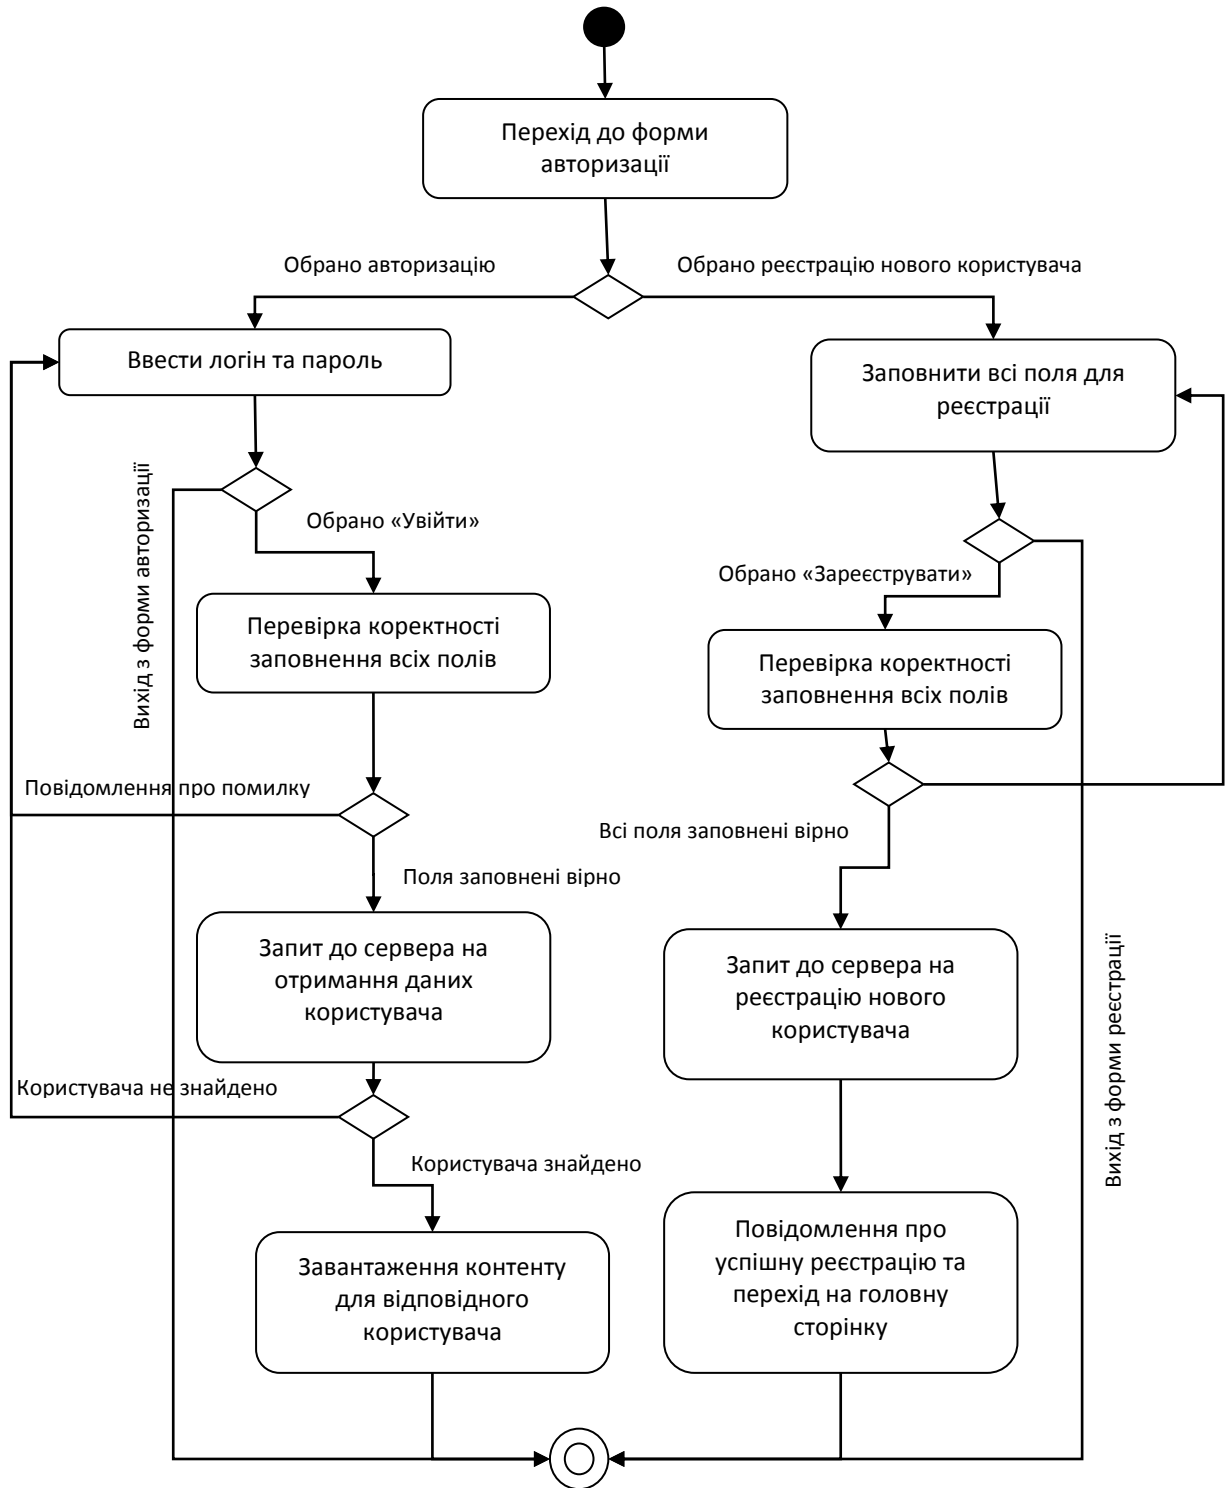 Перехід до форми
авторизації
Обрано авторизацію
Обрано реєстрацію нового користувача
Ввести логін та пароль
Заповнити всі поля для
реєстрації
Вихід з форми авторизації
Обрано «Увійти»
Обрано «Зареєструвати»
Перевірка коректності
заповнення всіх полів
Перевірка коректності
заповнення всіх полів
Повідомлення про помилку
Всі поля заповнені вірно
Поля заповнені вірно
Запит до сервера на
отримання даних
користувача
Запит до сервера на
реєстрацію нового
користувача
Вихід з форми реєстрації
Користувача не знайдено
Користувача знайдено
Завантаження контенту
для відповідного
користувача
Повідомлення про
успішну реєстрацію та
перехід на головну
сторінку